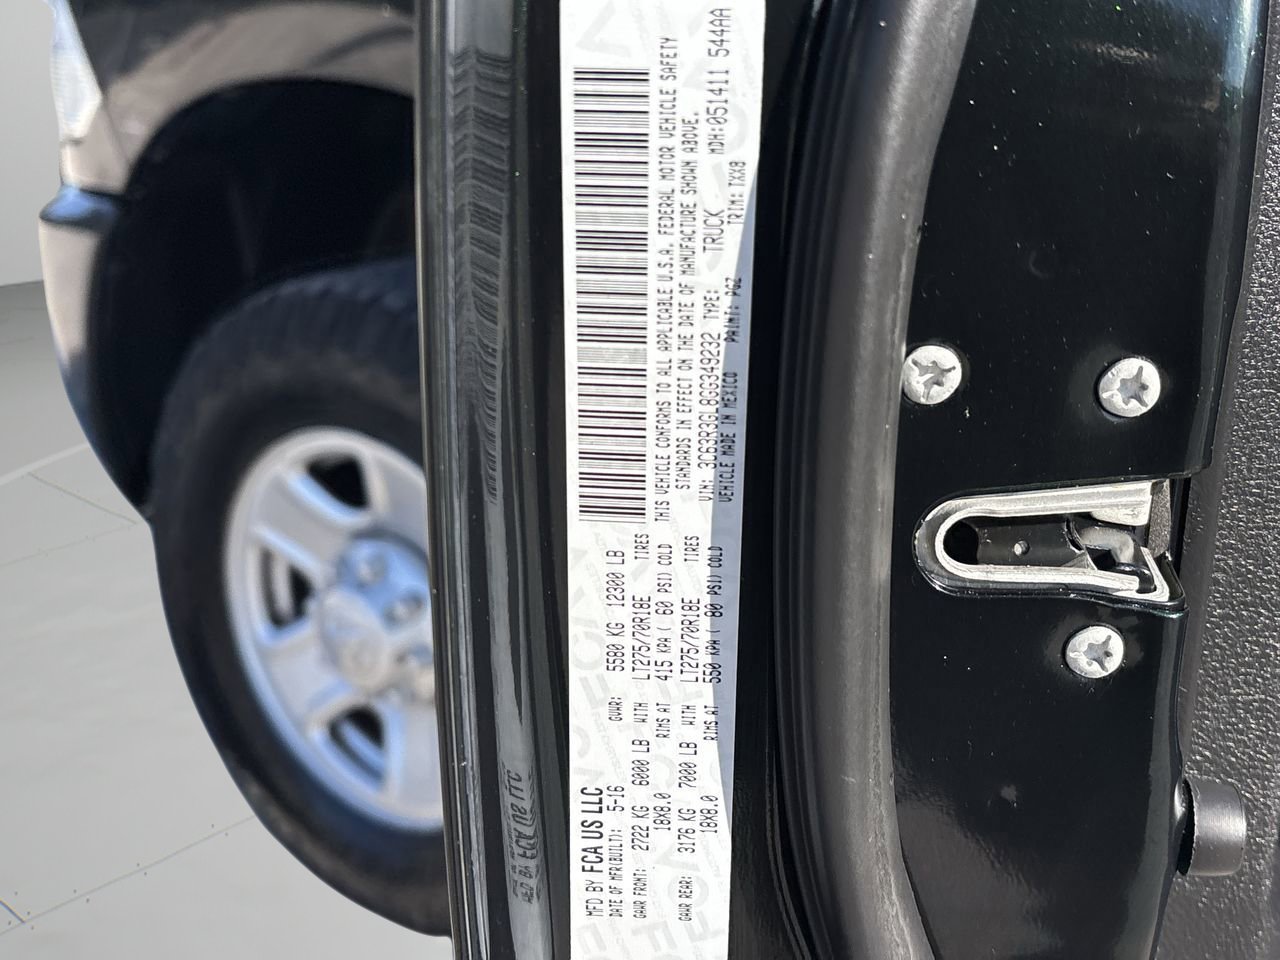 MFD BY FCA US LLC
DATE OF MFR(BUILT): 5-16 GVWR: 5580 KG 12300 LB
GAWR FRONT: 2722 KG 6000 LB WITH LT275/70R18E TIRES
18X8.0 RIMS AT 415 KPA ( 60 PSI) COLD
GAWR REAR: 3176 KG 7000 LB WITH LT275/70R18E TIRES
18X8.0 RIMS AT 550 KPA ( 80 PSI) COLD
THIS VEHICLE CONFORMS TO ALL APPLICABLE U.S.A. FEDERAL MOTOR VEHICLE SAFETY
STANDARDS IN EFFECT ON THE DATE OF MANUFACTURE SHOWN ABOVE.
VIN: 3C63R3GL8GG349232 TYPE: TRUCK MDH:051411 544AA
VEHICLE MADE IN MEXICO PAINT: PGZ TRIM: TXX8